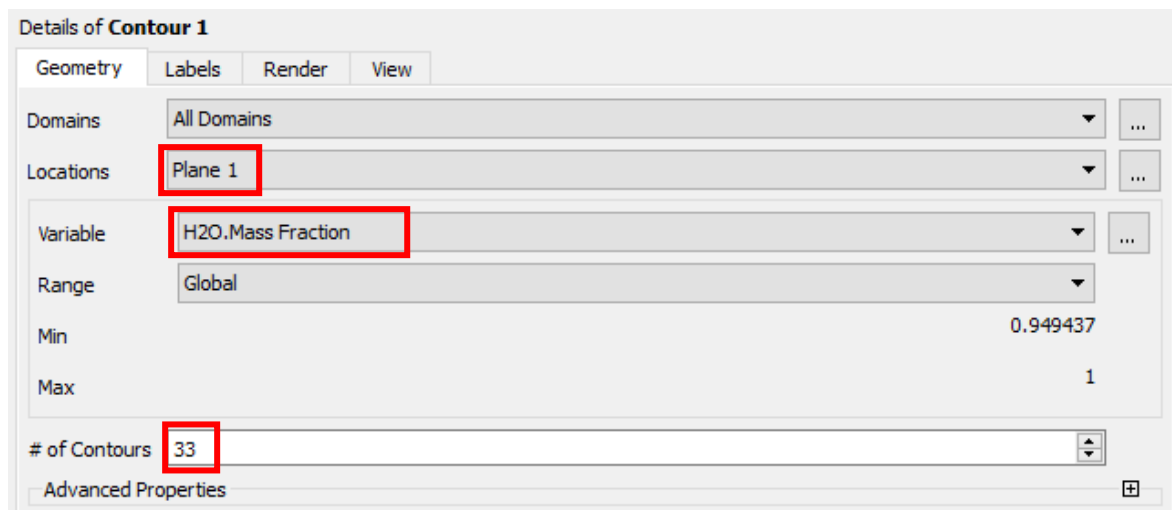 Details of Contour 1
Geometry Labels Render View
Domains All Domains ...
Locations Plane 1 ...
Variable H2O.Mass Fraction ...
Range Global
Min 0.949437
Max 1
# of Contours 33
Advanced Properties